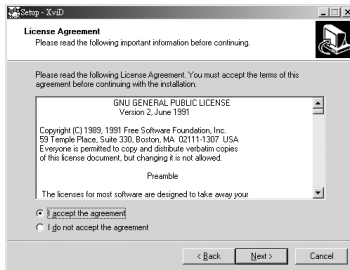 Setup - XviD
License Agreement
Please read the following important information before continuing.
Please read the following License Agreement. You must accept the terms of this
agreement before continuing with the installation.
GNU GENERAL PUBLIC LICENSE
Version 2, June 1991
Copyright (C) 1989, 1991 Free Software Foundation, Inc.
59 Temple Place, Suite 330, Boston, MA 02111-1307 USA
Everyone is permitted to copy and distribute verbatim copies
of this license document, but changing it is not allowed.
Preamble
The licenses for most software are designed to take away your
I accept the agreement
I do not accept the agreement
< Back
Next >
Cancel